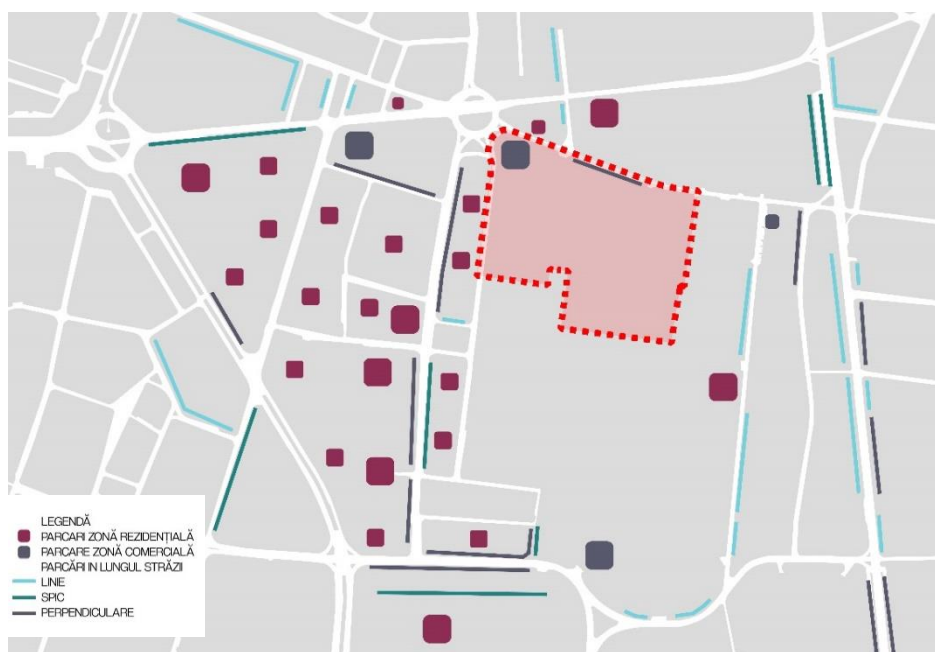 LEGENDĂ
PARCARI ZONĂ REZIDENȚIALĂ
PARCARE ZONĂ COMERCIALĂ
PARCĂRI IN LUNGUL STRĂZII
LINIE
SPIC
PERPENDICULARE